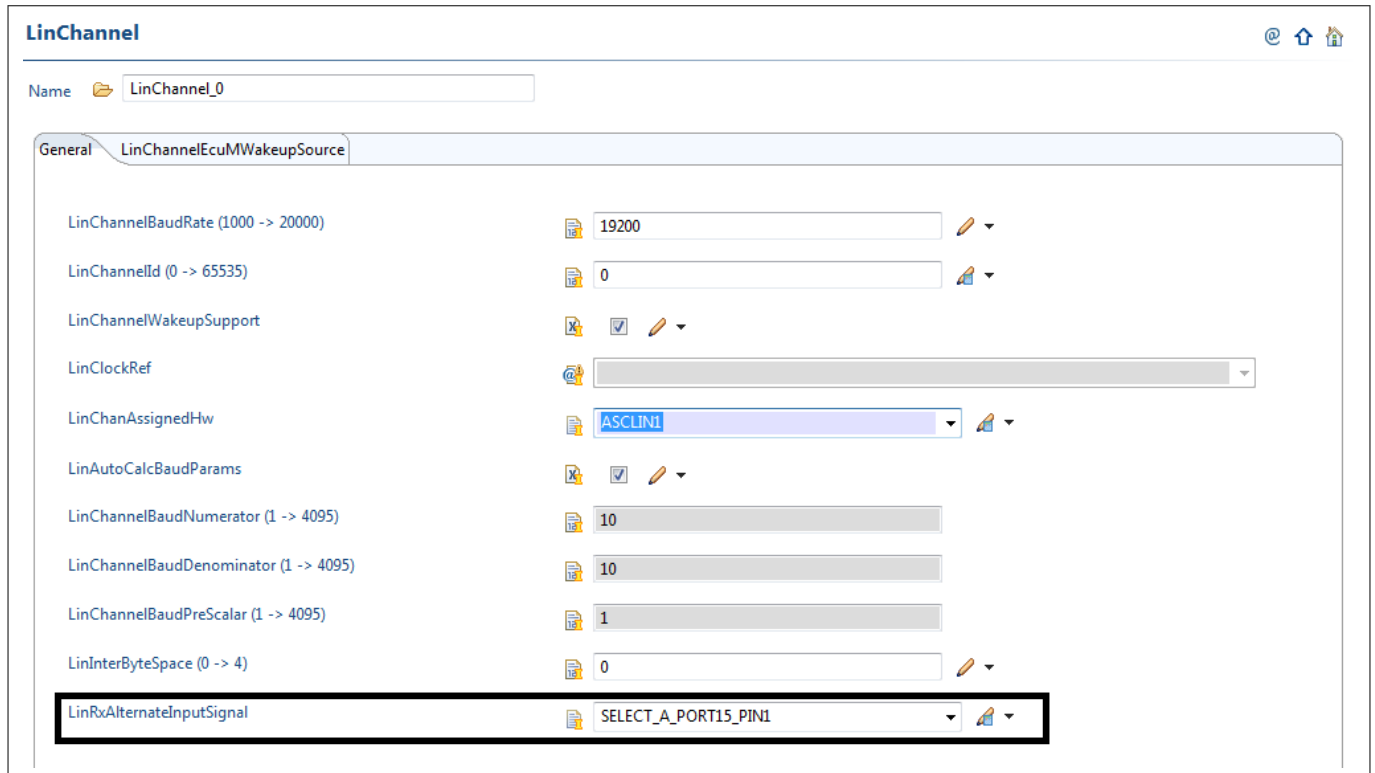 LinChannel
Name LinChannel_0
General LinChannelEcuMWakeupSource
LinChannelBaudRate (1000 -> 20000) 19200
LinChannelId (0 -> 65535) 0
LinChannelWakeupSupport
LinClockRef
LinChanAssignedHw ASCLIN1
LinAutoCalcBaudParams
LinChannelBaudNumerator (1 -> 4095) 10
LinChannelBaudDenominator (1 -> 4095) 10
LinChannelBaudPreScalar (1 -> 4095) 1
LinInterByteSpace (0 -> 4) 0
LinRxAlternateInputSignal SELECT_A_PORT15_PIN1